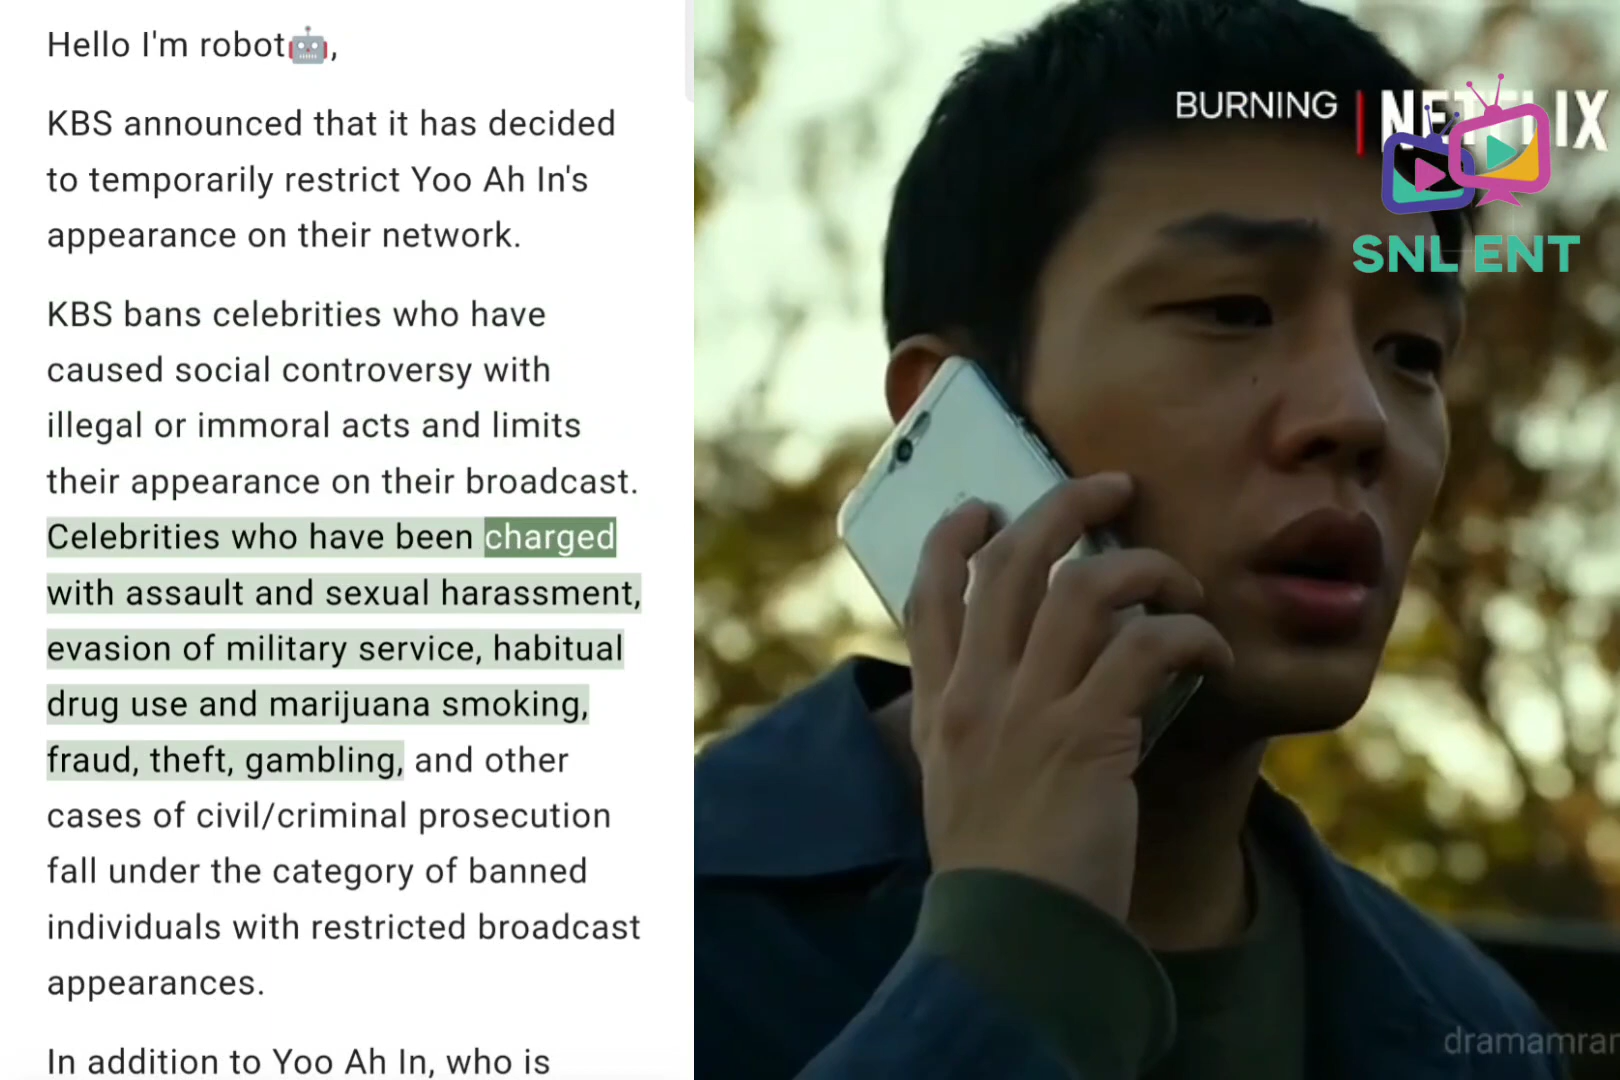 Hello I'm robot🤖,
KBS announced that it has decided
to temporarily restrict Yoo Ah In's
appearance on their network.
KBS bans celebrities who have
caused social controversy with
illegal or immoral acts and limits
their appearance on their broadcast.
Celebrities who have been charged
with assault and sexual harassment,
evasion of military service, habitual
drug use and marijuana smoking,
fraud, theft, gambling, and other
cases of civil/criminal prosecution
fall under the category of banned
individuals with restricted broadcast
appearances.
In addition to Yoo Ah In, who is
BURNING | NETFLIX
SNL ENT
dramamran